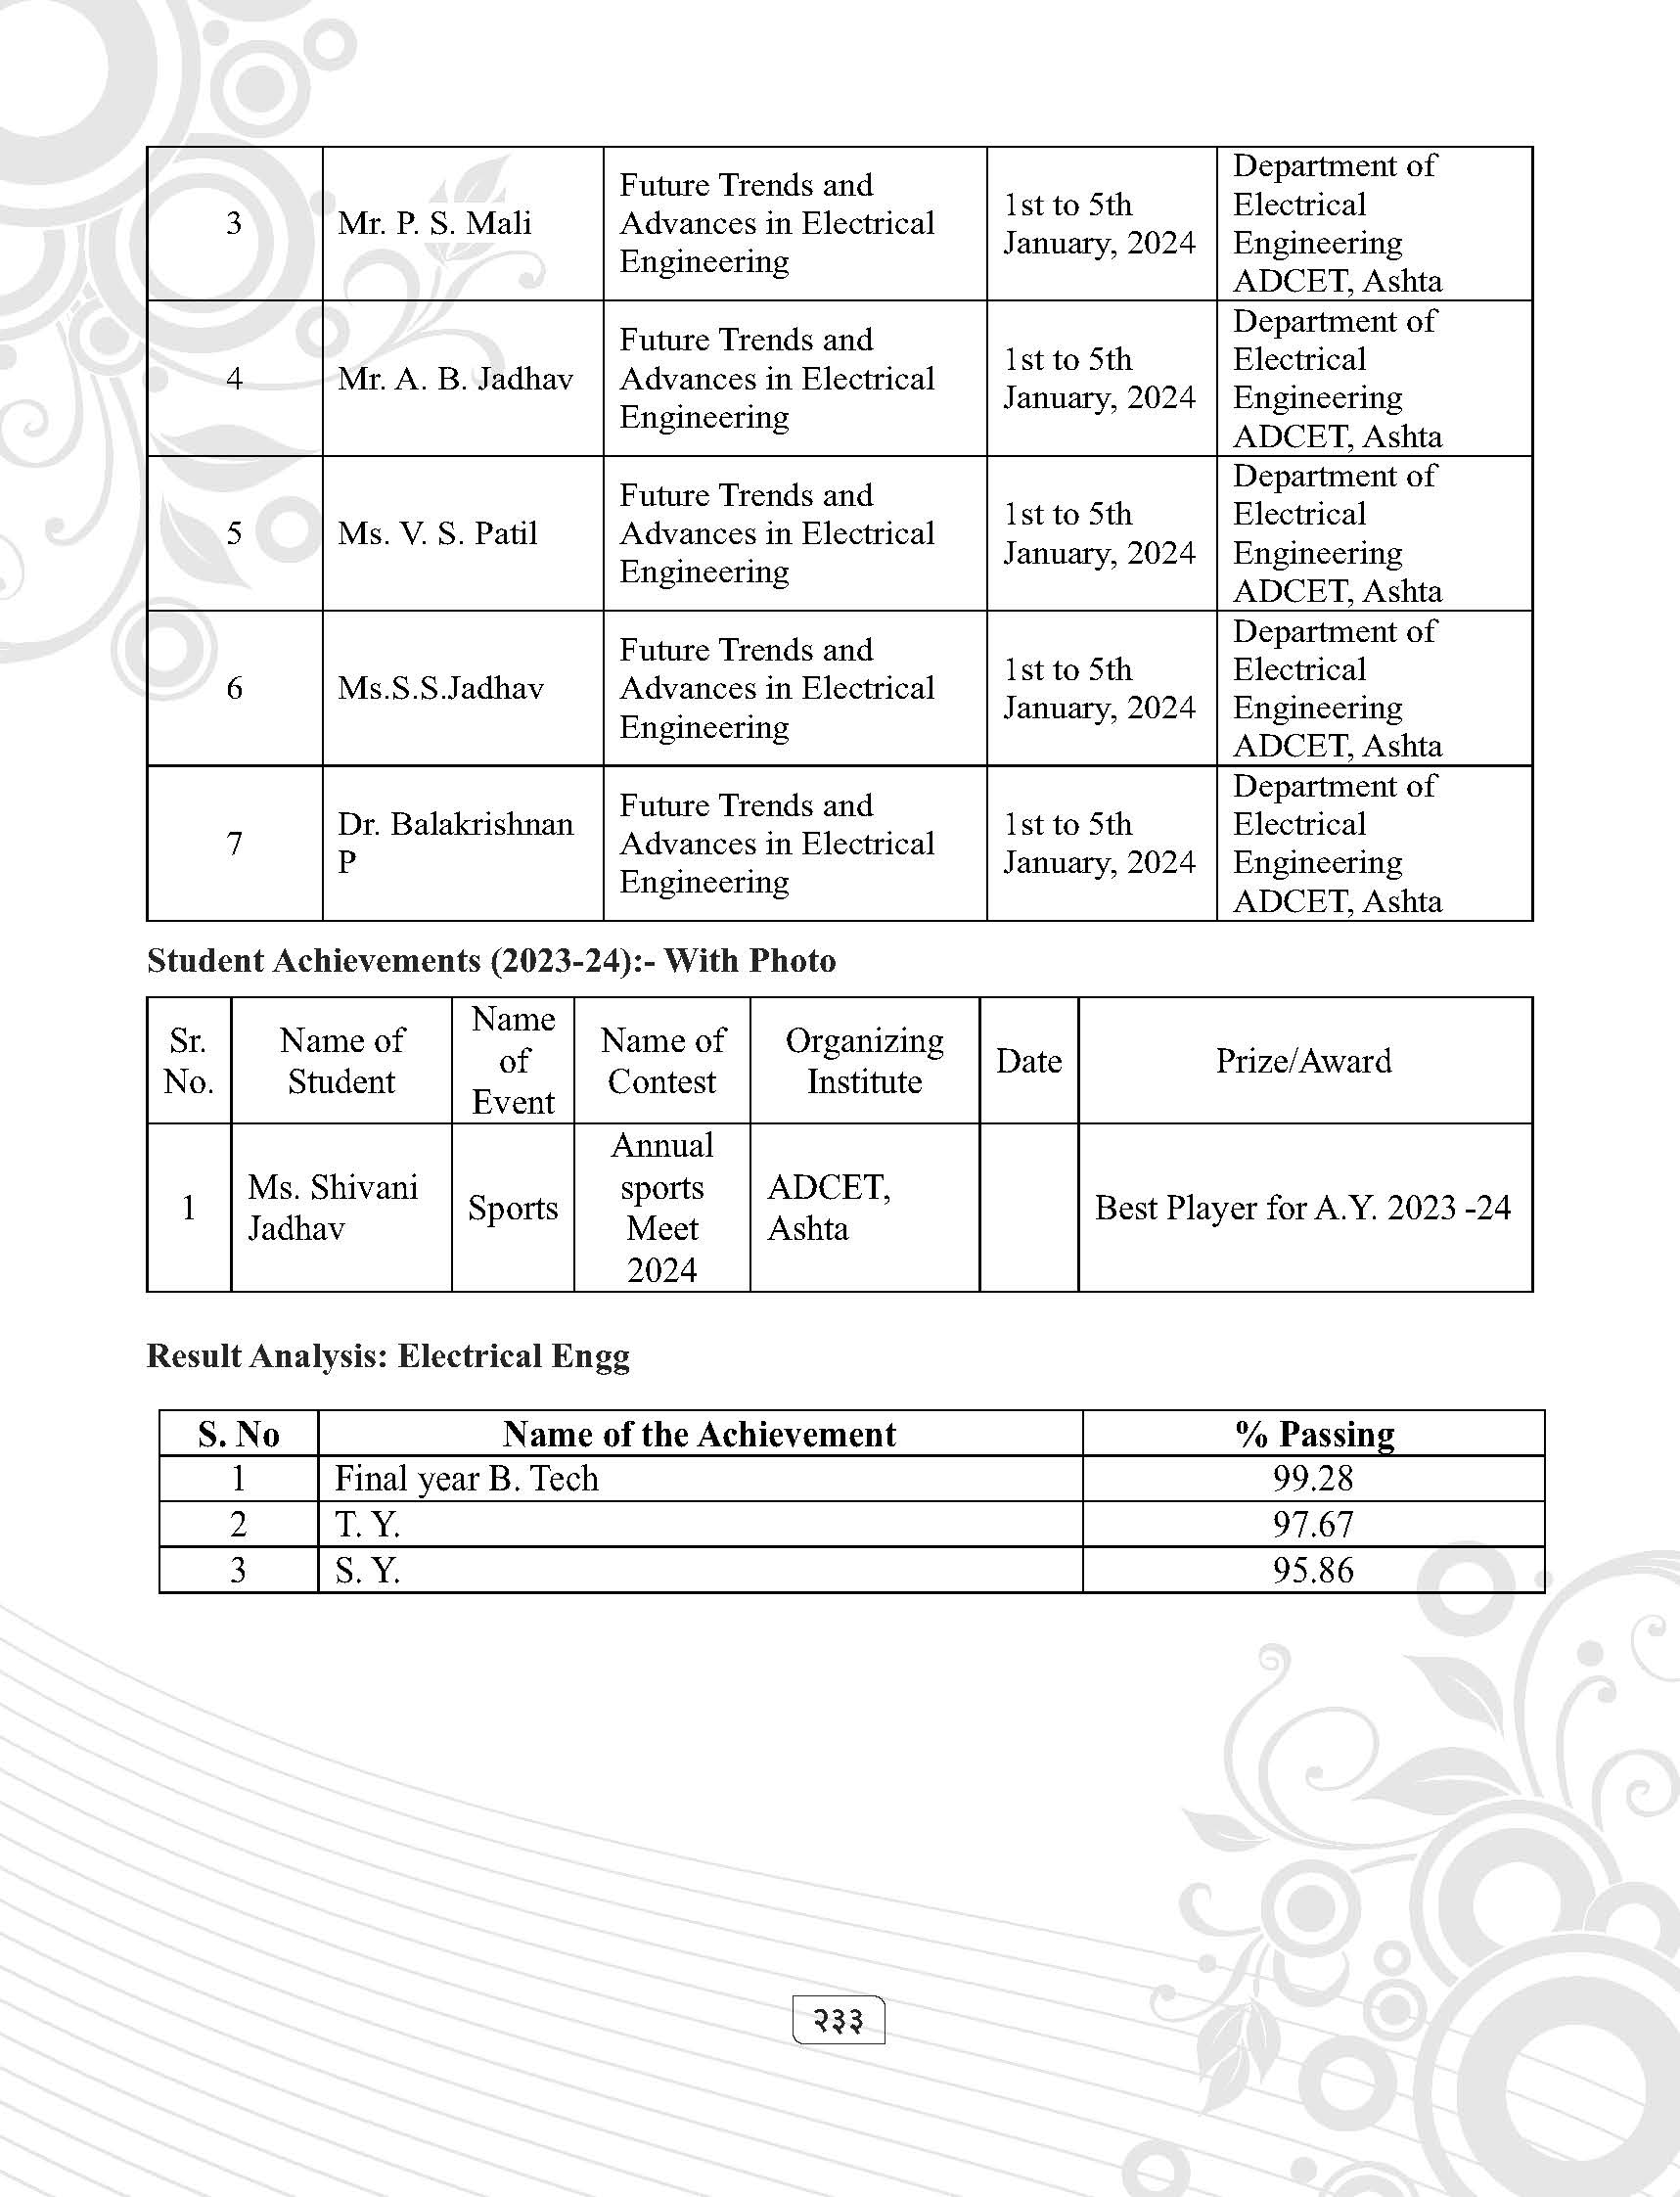 3
Mr. P. S. Mali
Future Trends and
Advances in Electrical
Engineering
1st to 5th
January, 2024
Department of
Electrical
Engineering
ADCET, Ashta
4
Mr. A. B. Jadhav
Future Trends and
Advances in Electrical
Engineering
1st to 5th
January, 2024
Department of
Electrical
Engineering
ADCET, Ashta
5
Ms. V. S. Patil
Future Trends and
Advances in Electrical
Engineering
1st to 5th
January, 2024
Department of
Electrical
Engineering
ADCET, Ashta
6
Ms.S.S.Jadhav
Future Trends and
Advances in Electrical
Engineering
1st to 5th
January, 2024
Department of
Electrical
Engineering
ADCET, Ashta
7
Dr. Balakrishnan
P
Future Trends and
Advances in Electrical
Engineering
1st to 5th
January, 2024
Department of
Electrical
Engineering
ADCET, Ashta
Student Achievements (2023-24):- With Photo
Sr.
No.
Name of
Student
Name
of
Event
Name of
Contest
Organizing
Institute
Date
Prize/Award
1
Ms. Shivani
Jadhav
Sports
Annual
sports
Meet
2024
ADCET,
Ashta
Best Player for A.Y. 2023 -24
Result Analysis: Electrical Engg
S. No Name of the Achievement % Passing
1 Final year B. Tech 99.28
2 T. Y. 97.67
3 S. Y. 95.86
२३३